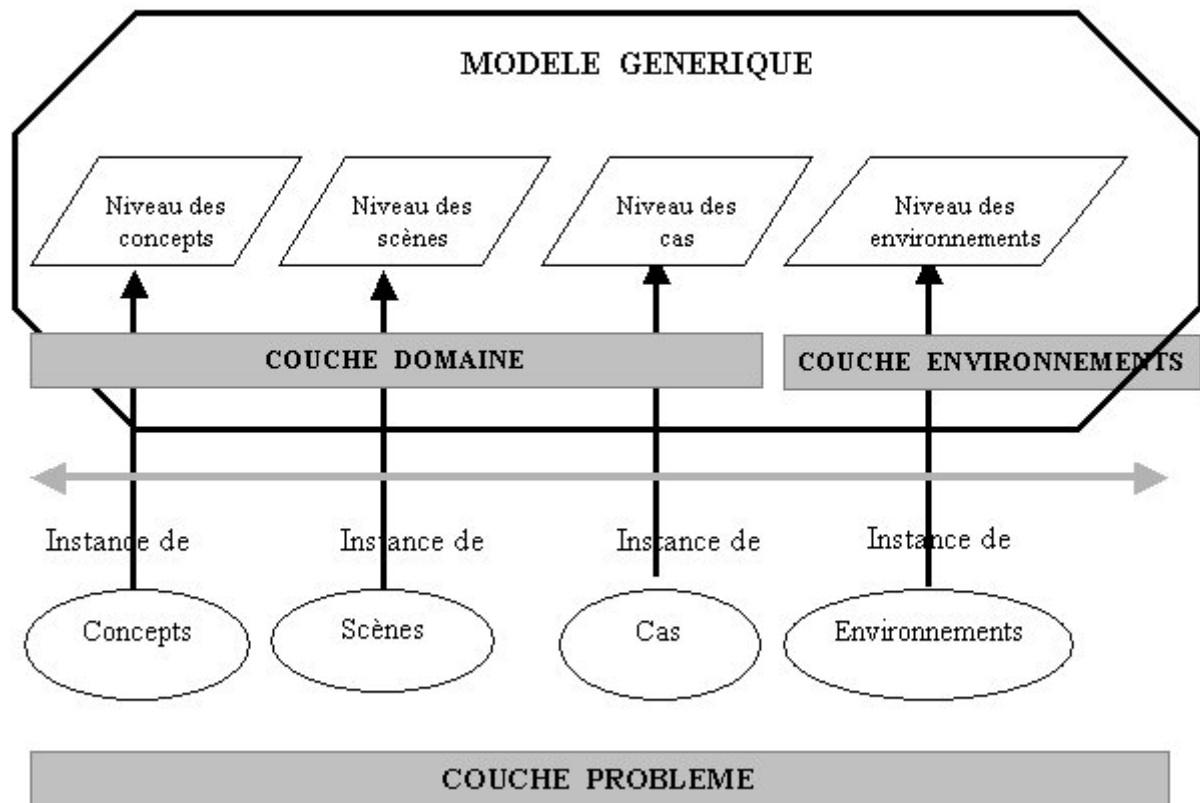 MODELE GENERIQUE
Niveau des
concepts
Niveau des
scènes
Niveau des
cas
Niveau des
environnements
COUCHE DOMAINE
COUCHE ENVIRONNEMENTS
Instance de
Instance de
Instance de
Instance de
Concepts
Scènes
Cas
Environnements
COUCHE PROBLEME